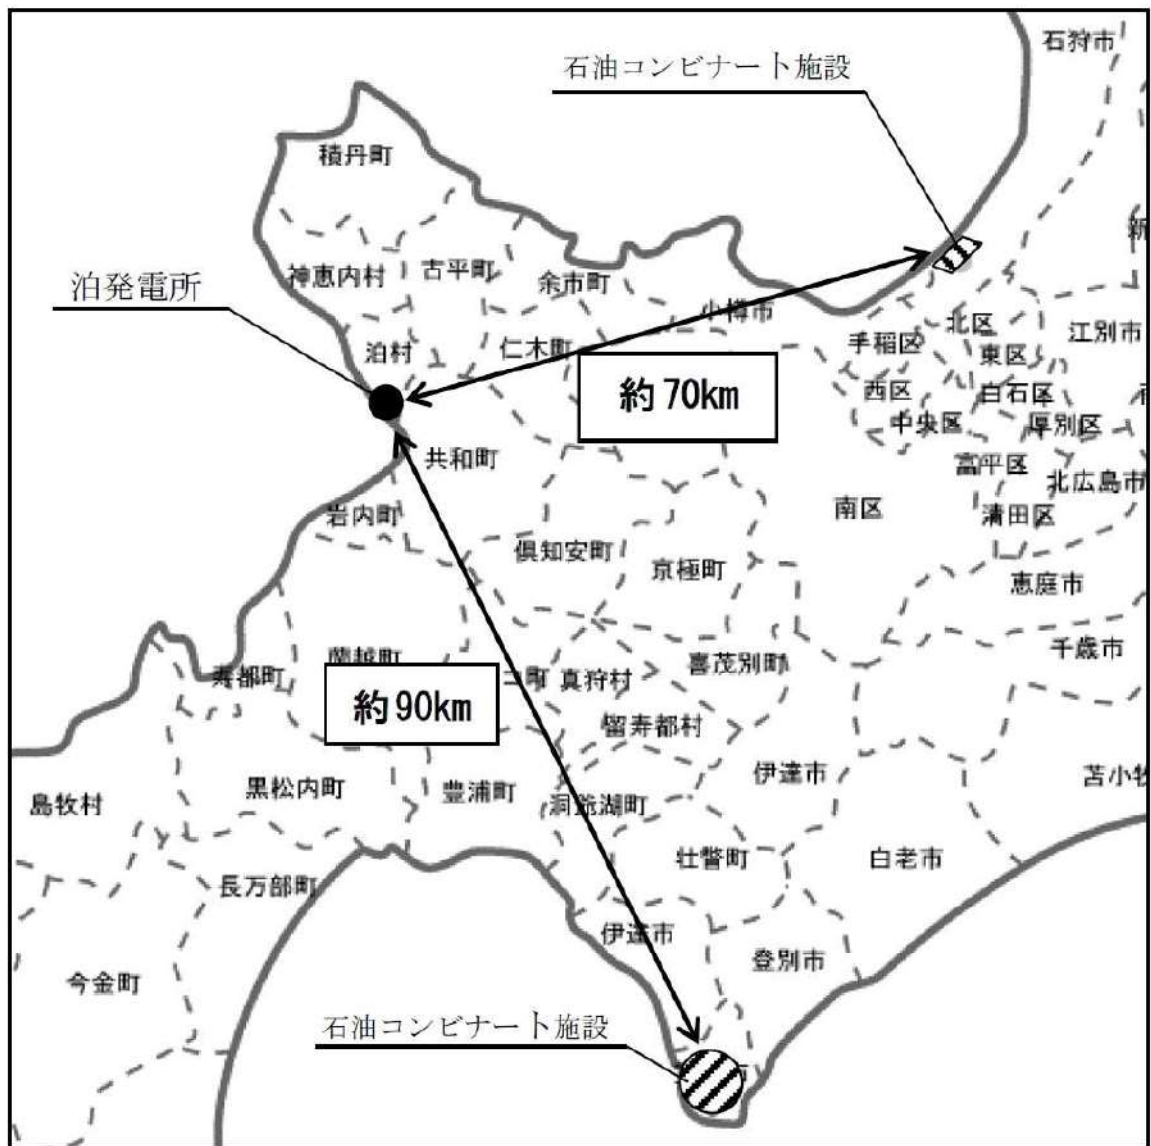 石狩市
石油コンビナート施設
積丹町
神恵内村
古平町
余市町
泊発電所
小樽市
北区
江別市
泊村
仁木町
手稲区
東区
約70km
西区
白石区
中央区
厚別区
共和町
富平区
北広島市
岩内町
南区
清田区
倶知安町
京極町
恵庭市
千歳市
蘭越町
寿都町
真狩村
喜茂別町
約90km
留寿都村
伊達市
黒松内町
豊浦町
洞爺湖町
島牧村
壮瞥町
白老市
長万部町
伊達市
登別市
今金町
石油コンビナート施設